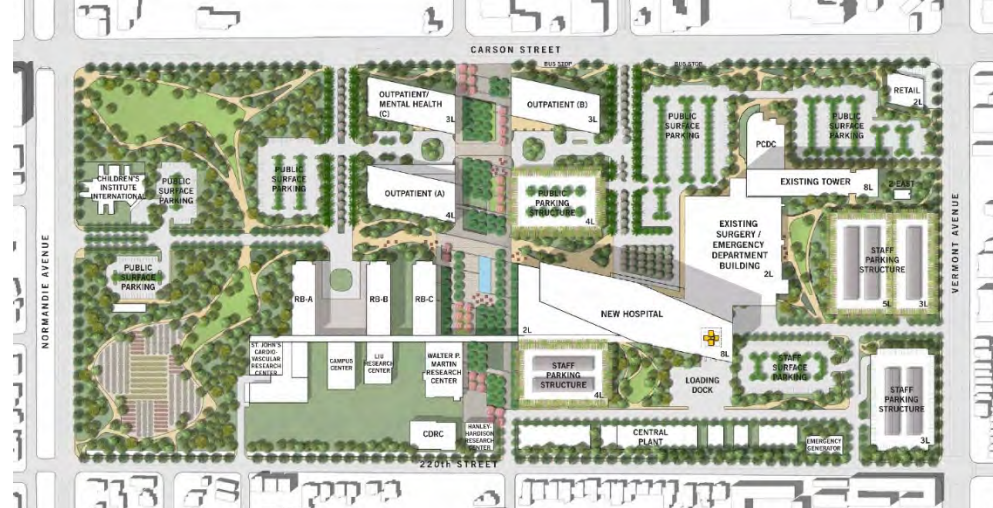 CARSON STREET
BUS STOP
BUS STOP
OUTPATIENT/
MENTAL HEALTH
(C)
3L
OUTPATIENT (B)
3L
RETAIL
2L
PUBLIC
SURFACE
PARKING
PUBLIC
SURFACE
PARKING
PCDC
CHILDREN'S
INSTITUTE
INTERNATIONAL
PUBLIC
SURFACE
PARKING
PUBLIC
SURFACE
PARKING
OUTPATIENT (A)
4L
PUBLIC
PARKING
STRUCTURE
4L
EXISTING TOWER
8L
2-EAST
EXISTING
SURGERY /
EMERGENCY
DEPARTMENT
BUILDING
2L
STAFF
PARKING
STRUCTURE
5L
3L
NORMANDIE AVENUE
VERMONT AVENUE
PUBLIC
SURFACE
PARKING
RB-A
RB-B
RB-C
NEW HOSPITAL
2L
8L
ST. JOHN'S
CARDIO-
VASCULAR
RESEARCH
CENTER
CAMPUS
CENTER
LIU
RESEARCH
CENTER
WALTER P.
MARTIN
RESEARCH
CENTER
STAFF
PARKING
STRUCTURE
4L
LOADING
DOCK
STAFF
SURFACE
PARKING
STAFF
PARKING
STRUCTURE
3L
CDRC
HANLEY-
HARDISON
RESEARCH
CENTER
CENTRAL
PLANT
EMERGENCY
GENERATOR
220th STREET